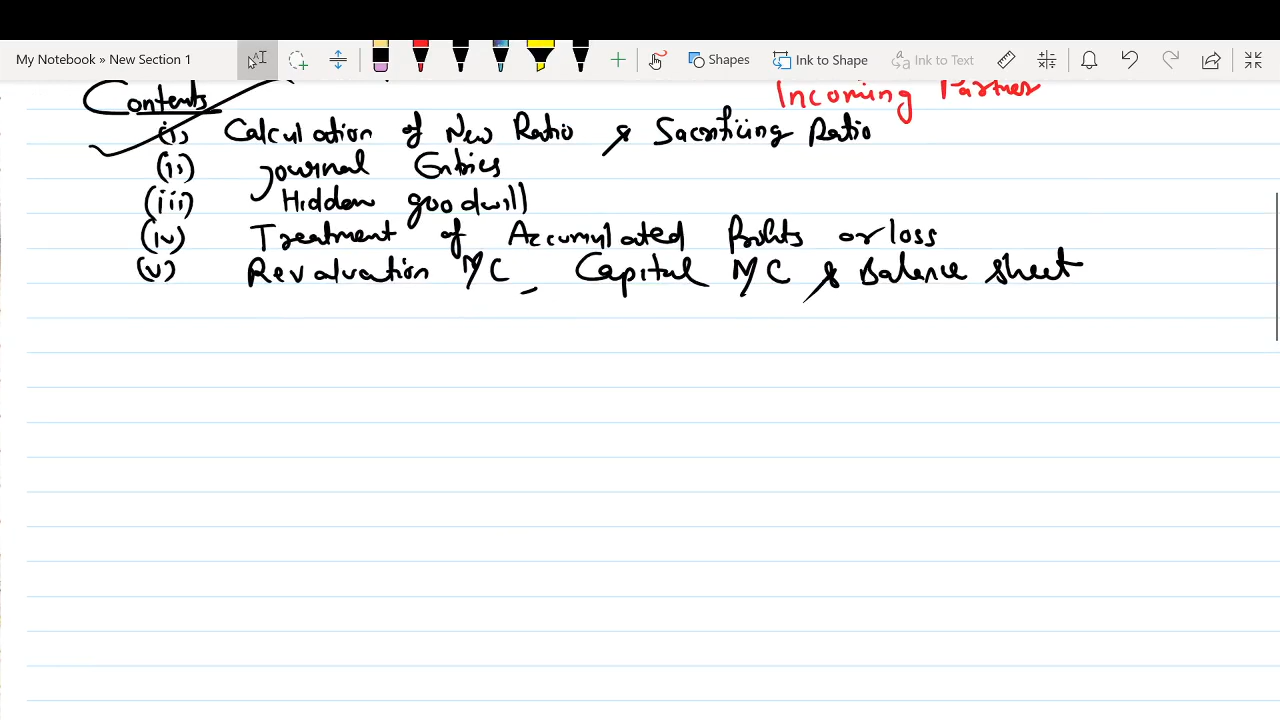 My Notebook » New Section 1
Shapes
Ink to Shape
Ink to Text
Incoming Partner
Contents
(i) Calculation of New Ratio & Sacrificing Ratio
(ii) Journal Entries
(iii) Hidden goodwill
(iv) Treatment of Accumulated Profits or loss
(v) Revaluation A/C, Capital A/C & Balance sheet